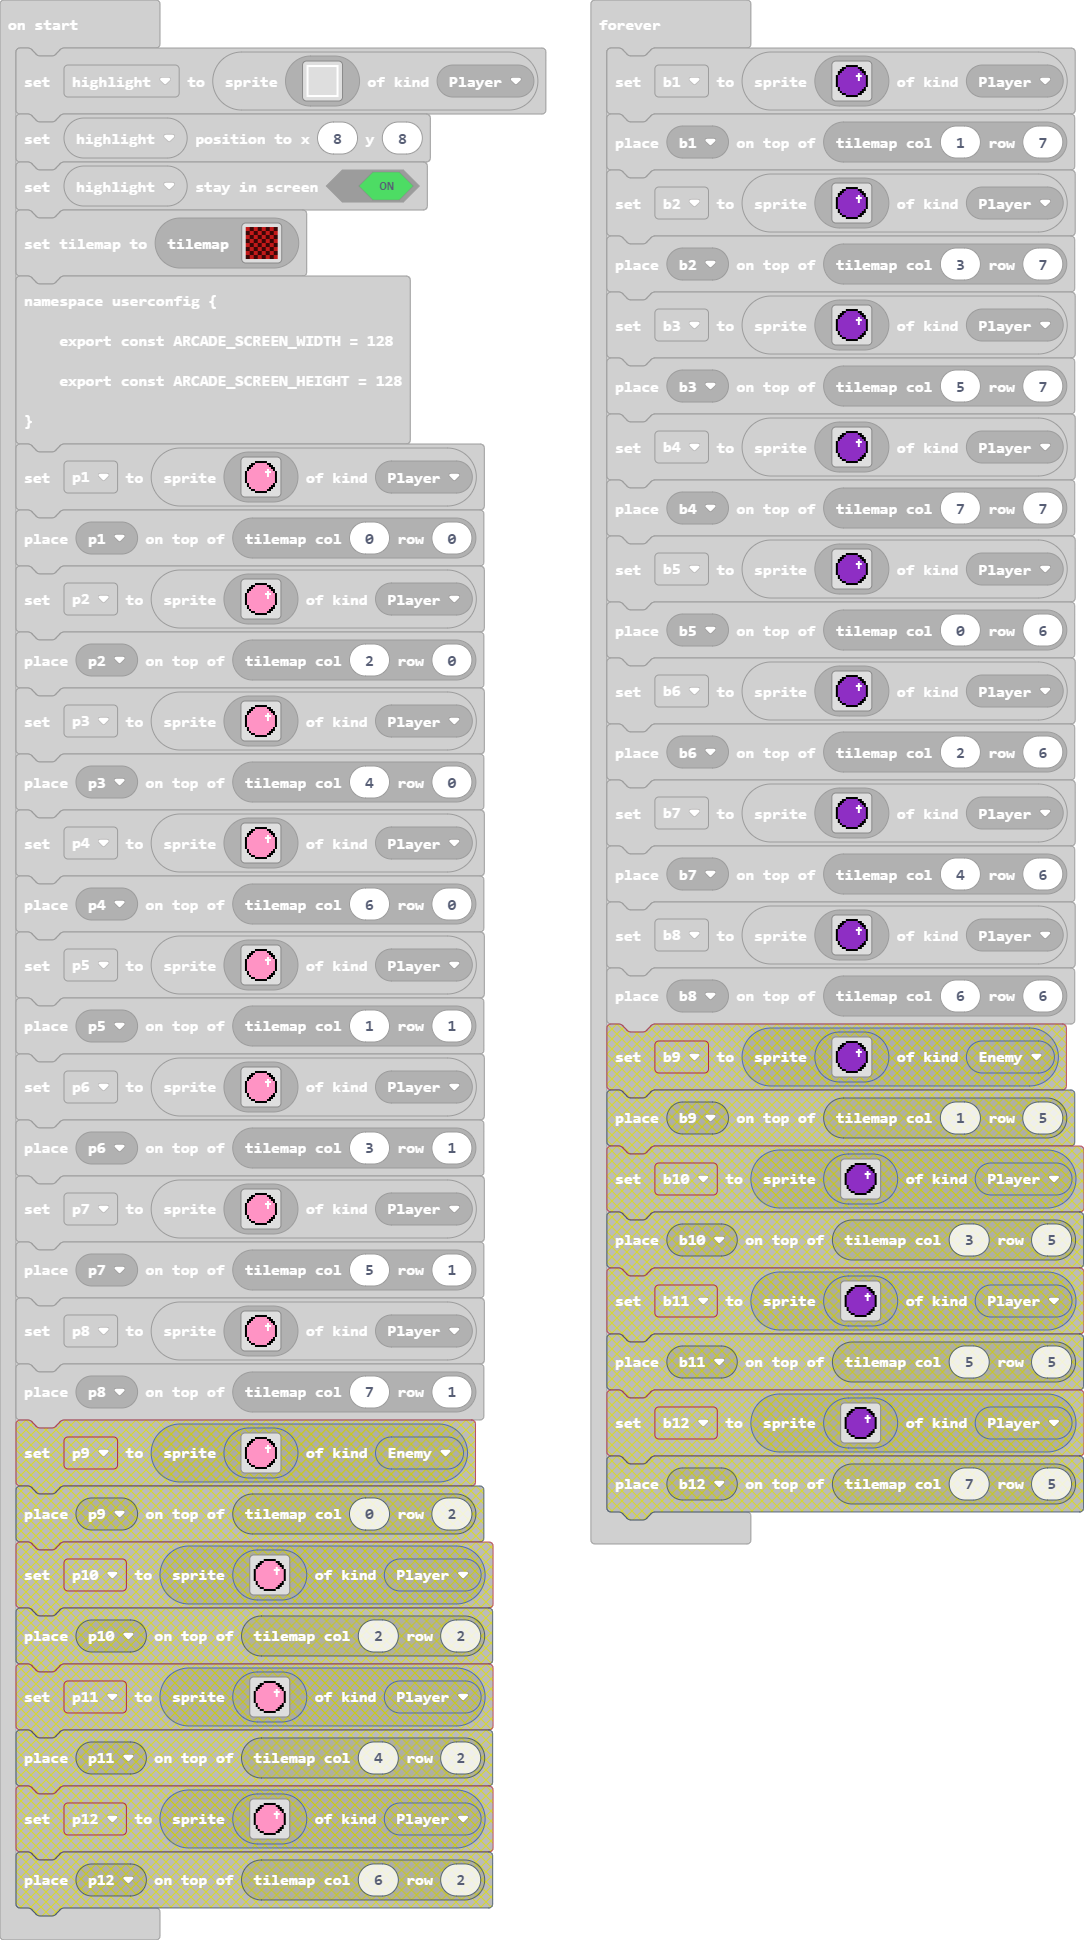 on start
set highlight to sprite of kind Player
set highlight position to x 8 y 8
set highlight stay in screen ON
set tilemap to tilemap
namespace userconfig {
export const ARCADE_SCREEN_WIDTH = 128
export const ARCADE_SCREEN_HEIGHT = 128
}
set p1 to sprite of kind Player
place p1 on top of tilemap col 0 row 0
set p2 to sprite of kind Player
place p2 on top of tilemap col 2 row 0
set p3 to sprite of kind Player
place p3 on top of tilemap col 4 row 0
set p4 to sprite of kind Player
place p4 on top of tilemap col 6 row 0
set p5 to sprite of kind Player
place p5 on top of tilemap col 1 row 1
set p6 to sprite of kind Player
place p6 on top of tilemap col 3 row 1
set p7 to sprite of kind Player
place p7 on top of tilemap col 5 row 1
set p8 to sprite of kind Player
place p8 on top of tilemap col 7 row 1
set p9 to sprite of kind Enemy
place p9 on top of tilemap col 0 row 2
set p10 to sprite of kind Player
place p10 on top of tilemap col 2 row 2
set p11 to sprite of kind Player
place p11 on top of tilemap col 4 row 2
set p12 to sprite of kind Player
place p12 on top of tilemap col 6 row 2
forever
set b1 to sprite of kind Player
place b1 on top of tilemap col 1 row 7
set b2 to sprite of kind Player
place b2 on top of tilemap col 3 row 7
set b3 to sprite of kind Player
place b3 on top of tilemap col 5 row 7
set b4 to sprite of kind Player
place b4 on top of tilemap col 7 row 7
set b5 to sprite of kind Player
place b5 on top of tilemap col 0 row 6
set b6 to sprite of kind Player
place b6 on top of tilemap col 2 row 6
set b7 to sprite of kind Player
place b7 on top of tilemap col 4 row 6
set b8 to sprite of kind Player
place b8 on top of tilemap col 6 row 6
set b9 to sprite of kind Enemy
place b9 on top of tilemap col 1 row 5
set b10 to sprite of kind Player
place b10 on top of tilemap col 3 row 5
set b11 to sprite of kind Player
place b11 on top of tilemap col 5 row 5
set b12 to sprite of kind Player
place b12 on top of tilemap col 7 row 5